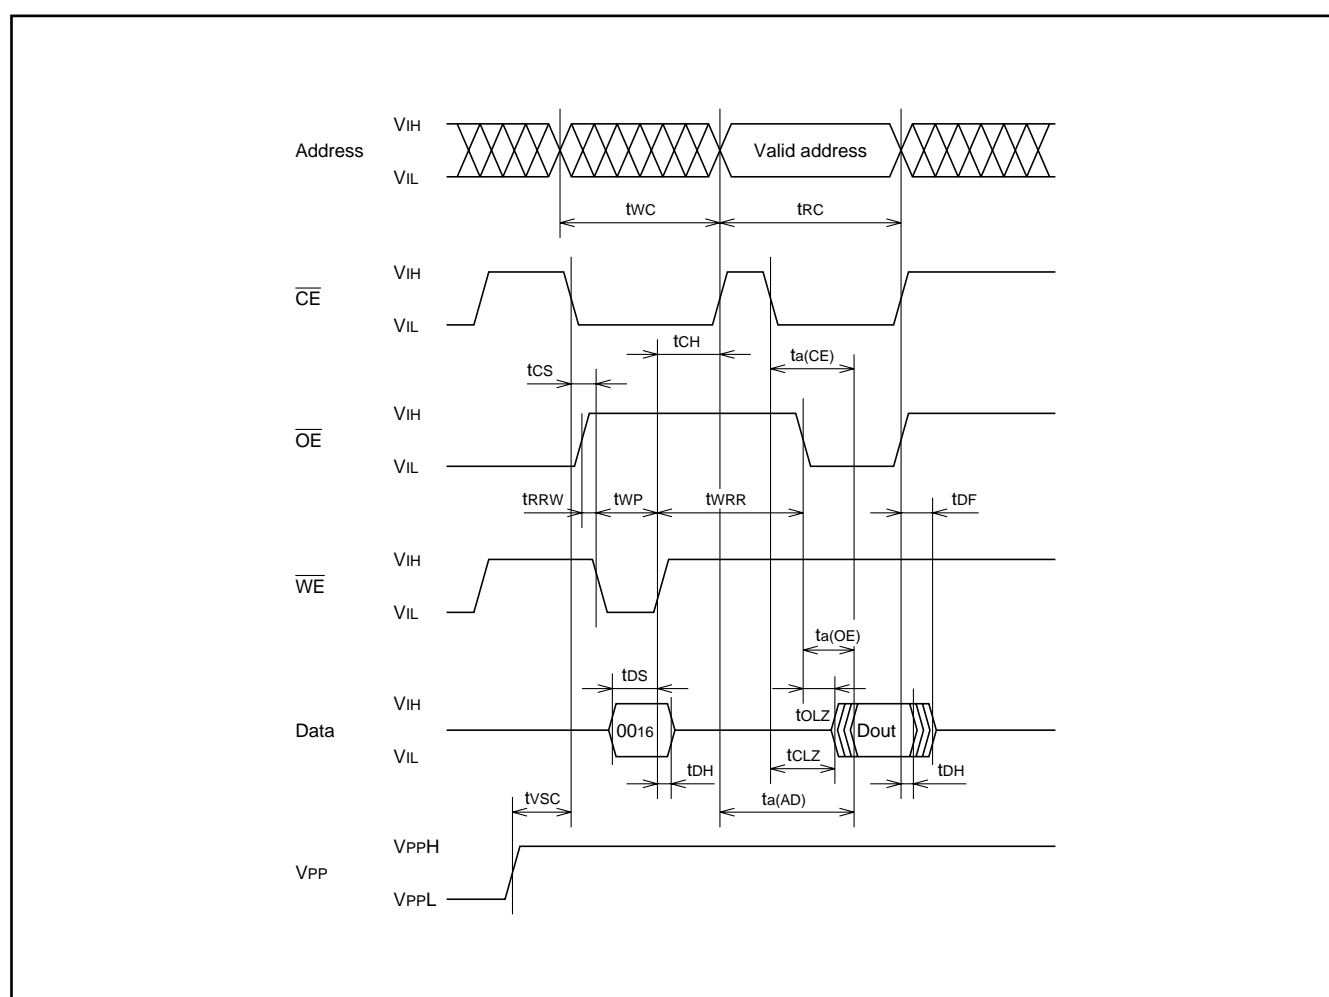 VIH
Address
Valid address
VIL
tWC
tRC
VIH
CE
VIL
tCH
ta(CE)
tCS
VIH
OE
VIL
tRRW
tWP
tWRR
tDF
VIH
WE
VIL
ta(OE)
tDS
VIH
tOLZ
Data
0016
Dout
VIL
tCLZ
tDH
tDH
tVSC
ta(AD)
VPPH
VPP
VPPL